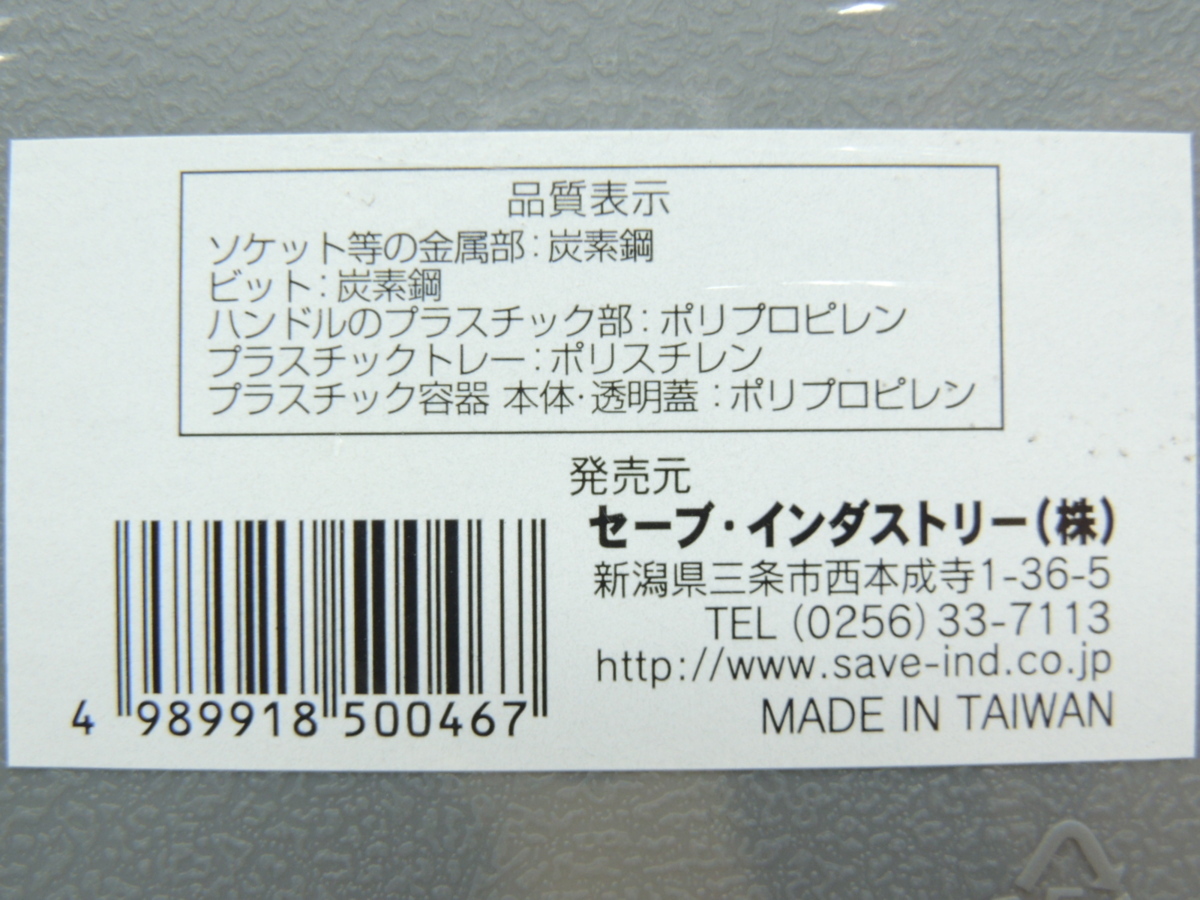 品質表示
ソケット等の金属部：炭素鋼
ビット：炭素鋼
ハンドルのプラスチック部：ポリプロピレン
プラスチックトレー：ポリスチレン
プラスチック容器 本体・透明蓋：ポリプロピレン
発売元
セーブ・インダストリー(株)
新潟県三条市西本成寺1-36-5
TEL (0256) 33-7113
http://www.save-ind.co.jp
MADE IN TAIWAN
4 989918 500467